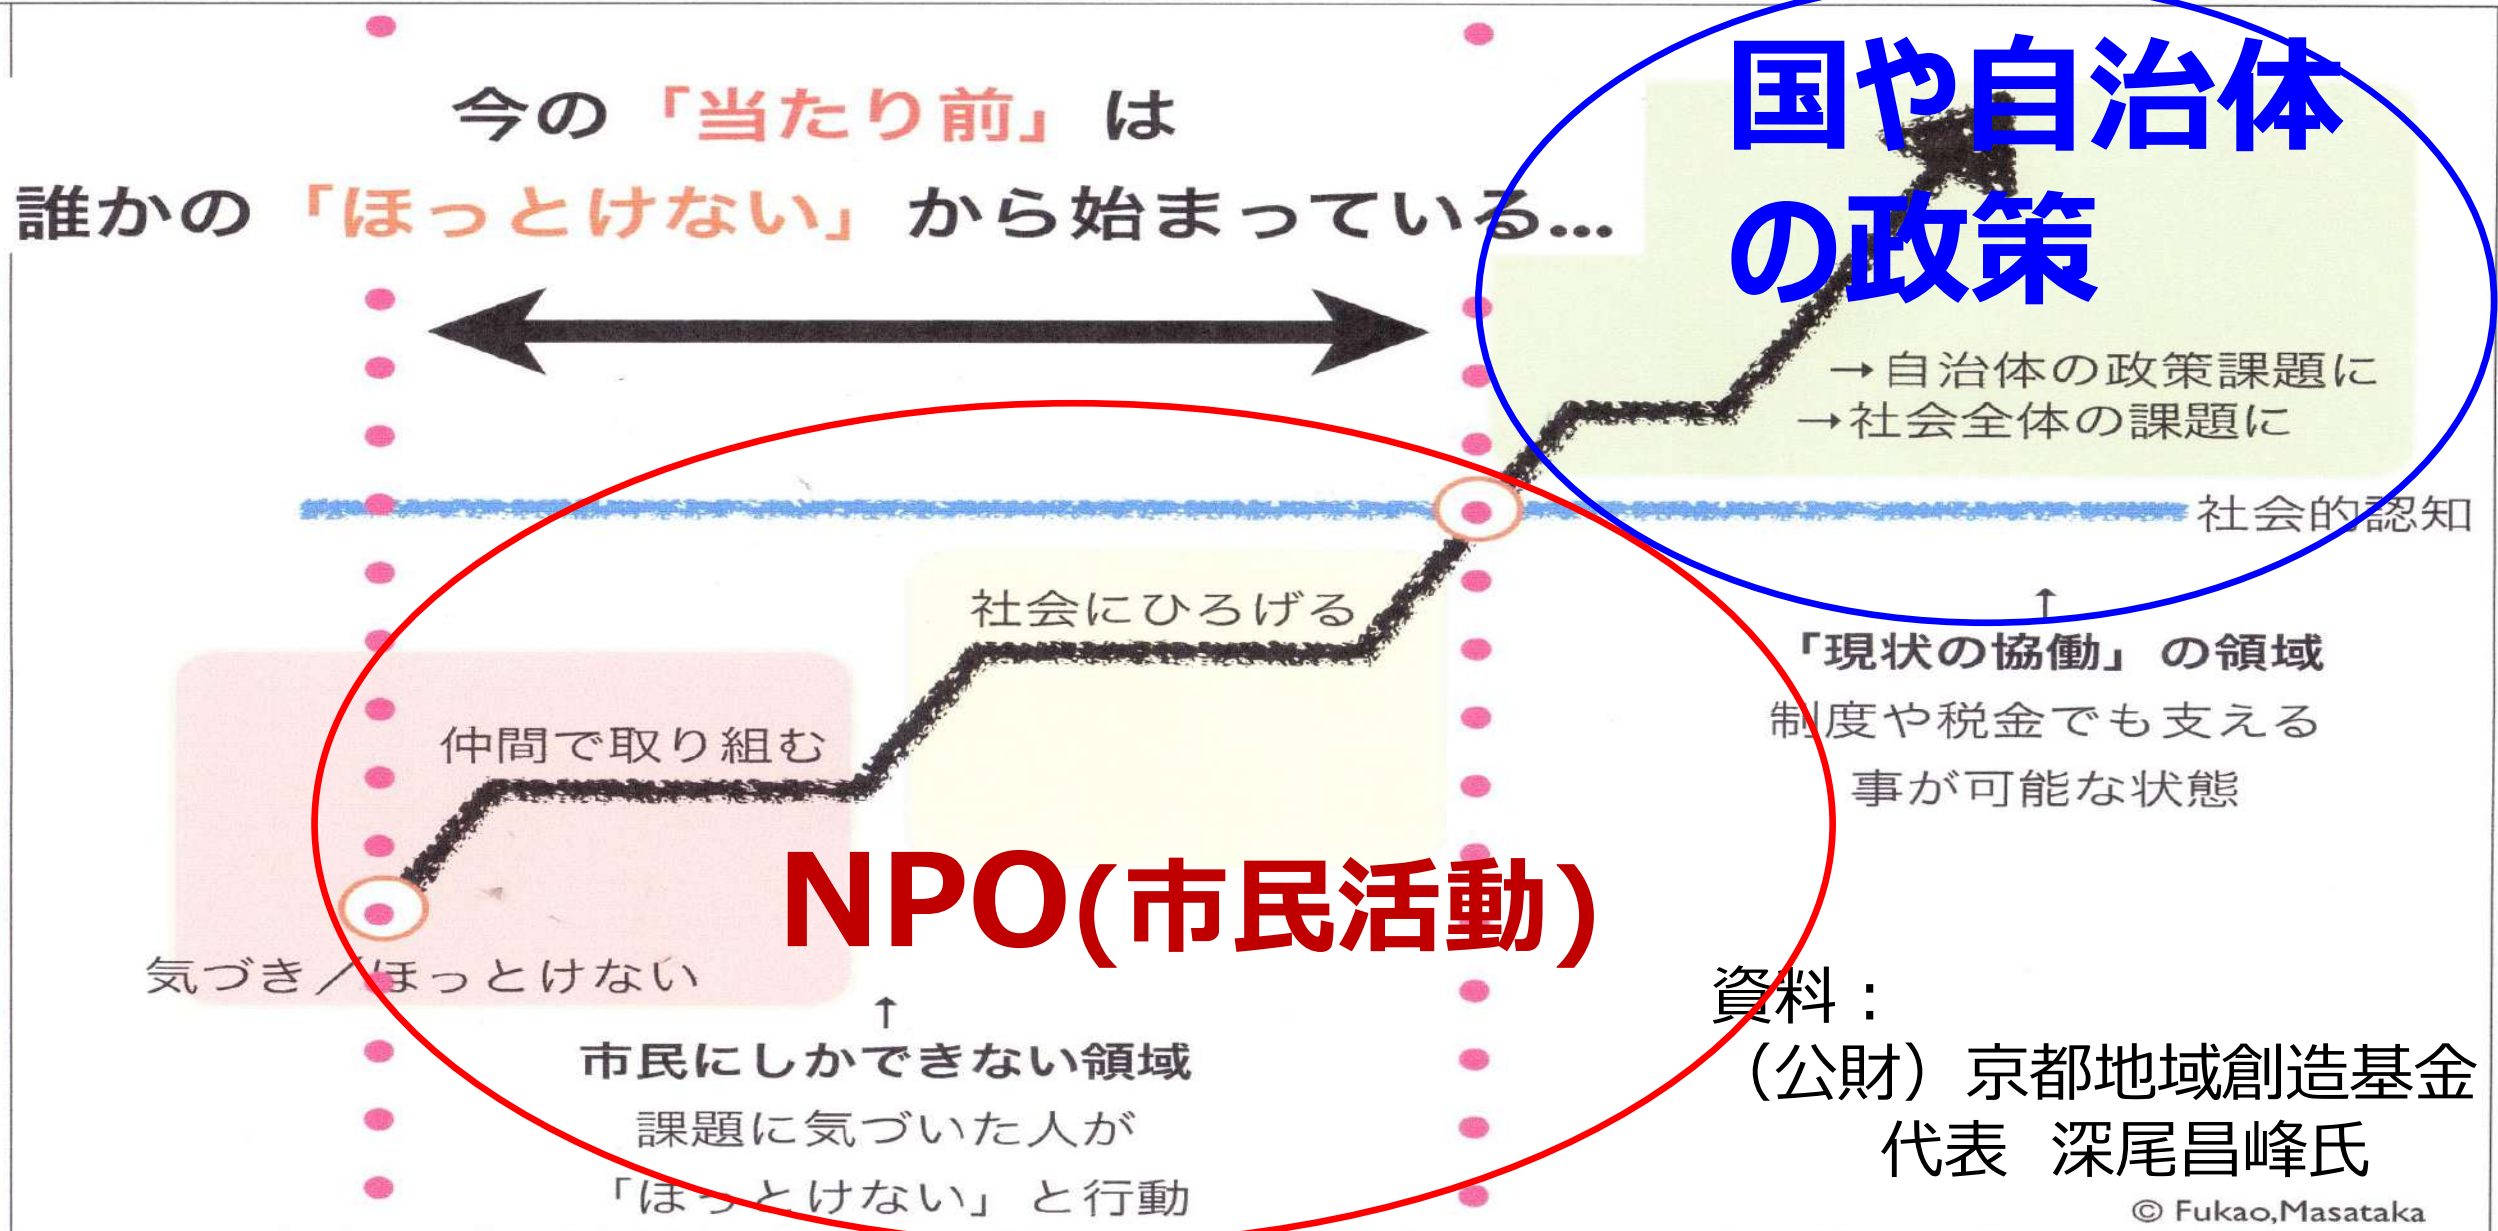 今の「当たり前」は
誰かの「ほっとけない」から始まっている...
国や自治体
の政策
→自治体の政策課題に
→社会全体の課題に
社会的認知
社会にひろげる
↑
「現状の協働」の領域
制度や税金でも支える
事が可能な状態
仲間で取り組む
NPO(市民活動)
気づき／ほっとけない
↑
市民にしかできない領域
課題に気づいた人が
「ほっとけない」と行動
資料：
（公財）京都地域創造基金
代表 深尾昌峰氏
© Fukao,Masataka